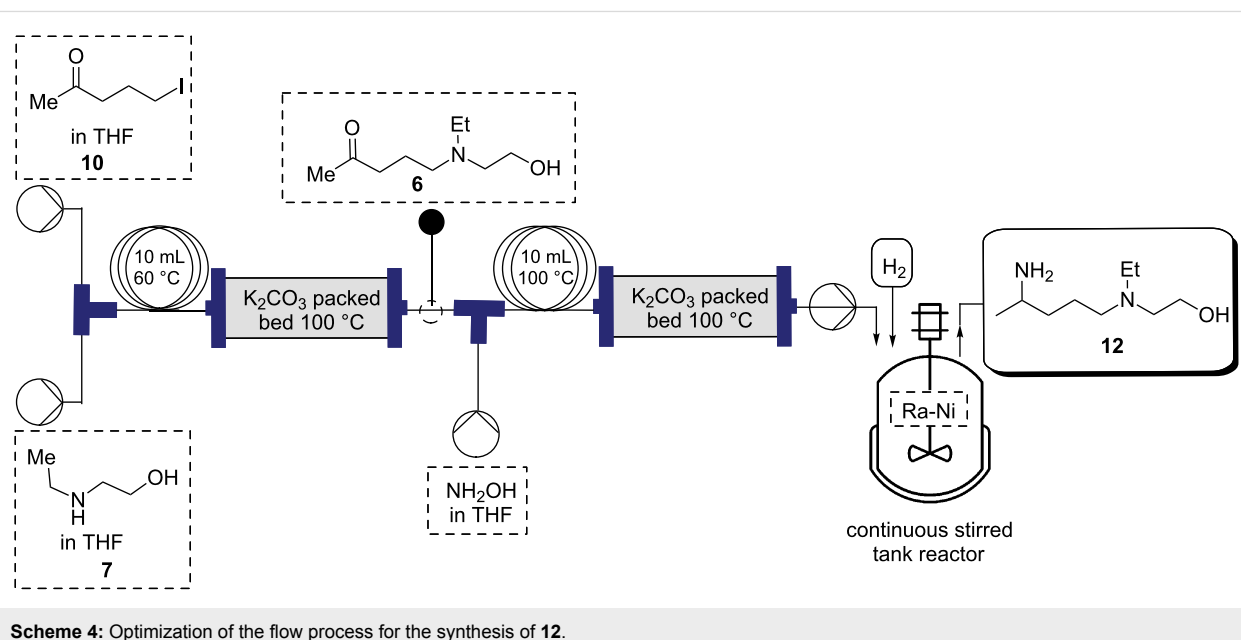 O
Me
I
in THF
10
10 mL
60 °C
K₂CO₃ packed
bed 100 °C
Me
OH
N
H
in THF
7
O
Et
N
Me
OH
6
NH₂OH
in THF
10 mL
100 °C
K₂CO₃ packed
bed 100 °C
H₂
Ra-Ni
continuous stirred
tank reactor
NH₂
Et
N
OH
12
Scheme 4: Optimization of the flow process for the synthesis of 12.